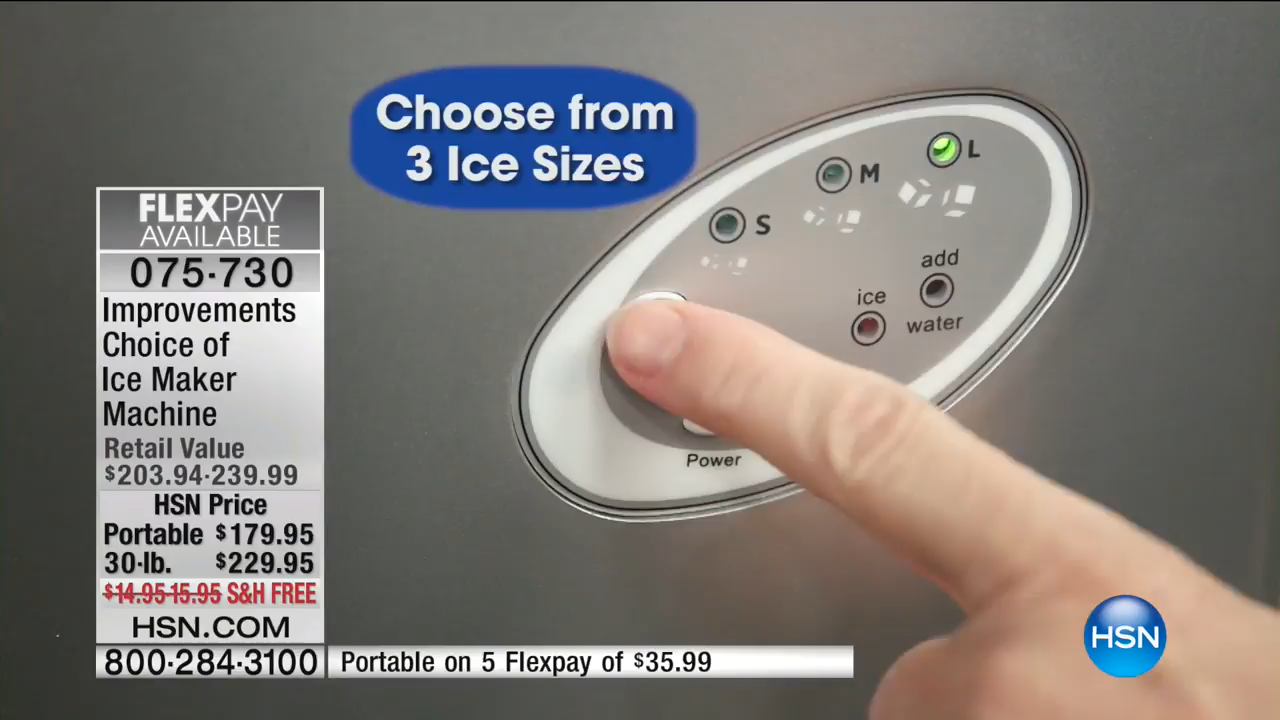 Choose from
3 Ice Sizes
FLEXPAY
AVAILABLE
075·730
Improvements
Choice of
Ice Maker
Machine
Retail Value
$203.94-239.99
HSN Price
Portable $179.95
30-lb. $229.95
$14.95-15.95 S&H FREE
HSN.COM
800·284·3100
Portable on 5 Flexpay of $35.99
S
M
L
ice
add
water
Power
HSN